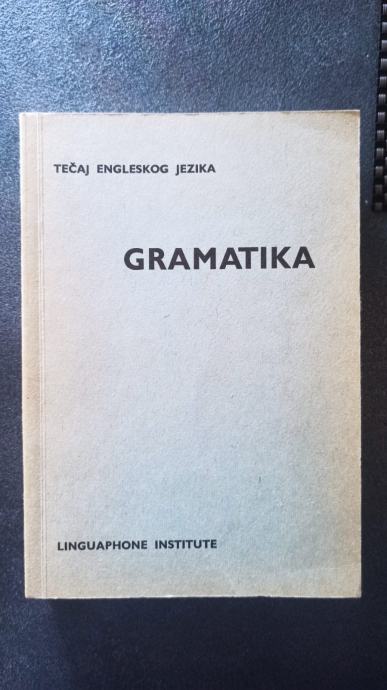 TEČAJ ENGLESKOG JEZIKA
GRAMATIKA
LINGUAPHONE INSTITUTE